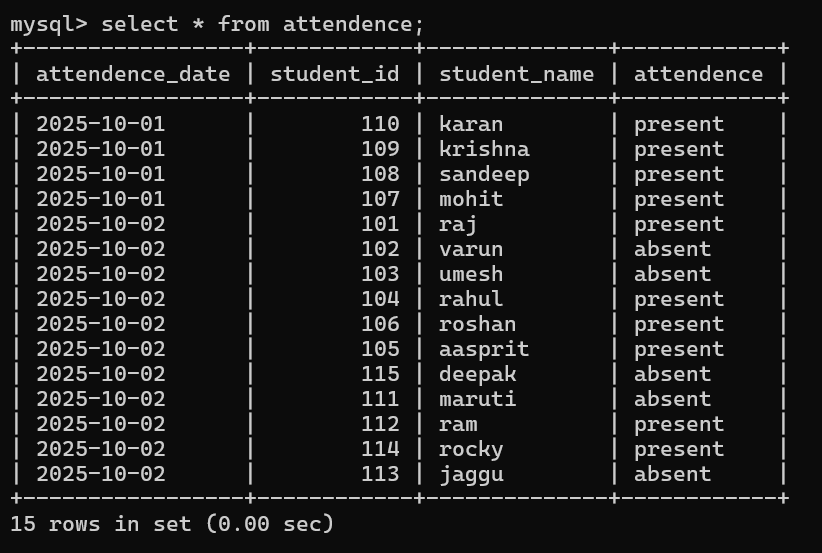 mysql> select * from attendence;
+-----------------+------------+--------------+------------+
| attendence_date | student_id | student_name | attendence |
+-----------------+------------+--------------+------------+
| 2025-10-01      |        110 | karan        | present    |
| 2025-10-01      |        109 | krishna      | present    |
| 2025-10-01      |        108 | sandeep      | present    |
| 2025-10-01      |        107 | mohit        | present    |
| 2025-10-02      |        101 | raj          | present    |
| 2025-10-02      |        102 | varun        | absent     |
| 2025-10-02      |        103 | umesh        | absent     |
| 2025-10-02      |        104 | rahul        | present    |
| 2025-10-02      |        106 | roshan       | present    |
| 2025-10-02      |        105 | aasprit      | present    |
| 2025-10-02      |        115 | deepak       | absent     |
| 2025-10-02      |        111 | maruti       | absent     |
| 2025-10-02      |        112 | ram          | present    |
| 2025-10-02      |        114 | rocky        | present    |
| 2025-10-02      |        113 | jaggu        | absent     |
+-----------------+------------+--------------+------------+
15 rows in set (0.00 sec)